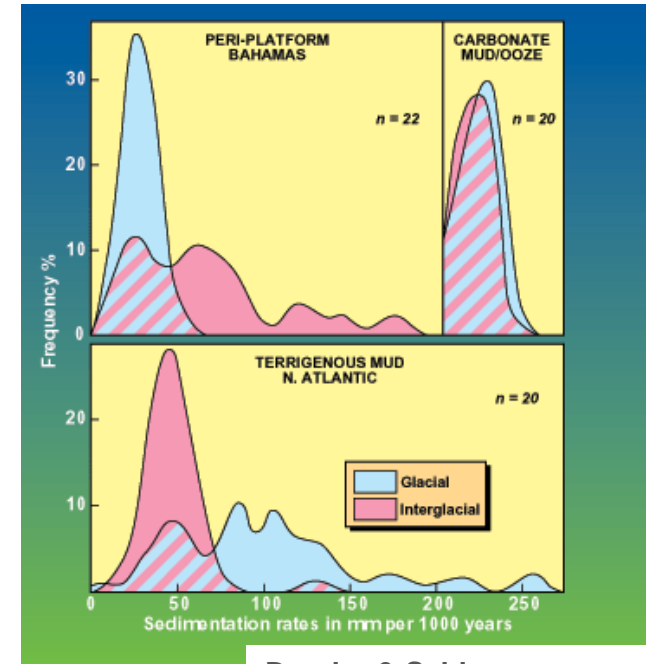 PERI-PLATFORM
BAHAMAS
CARBONATE
MUD/OOZE
n = 22
n = 20
30
20
10
0
Frequency %
TERRIGENOUS MUD
N. ATLANTIC
n = 20
20
10
Glacial
Interglacial
0 50 100 150 200 250
Sedimentation rates in mm per 1000 years